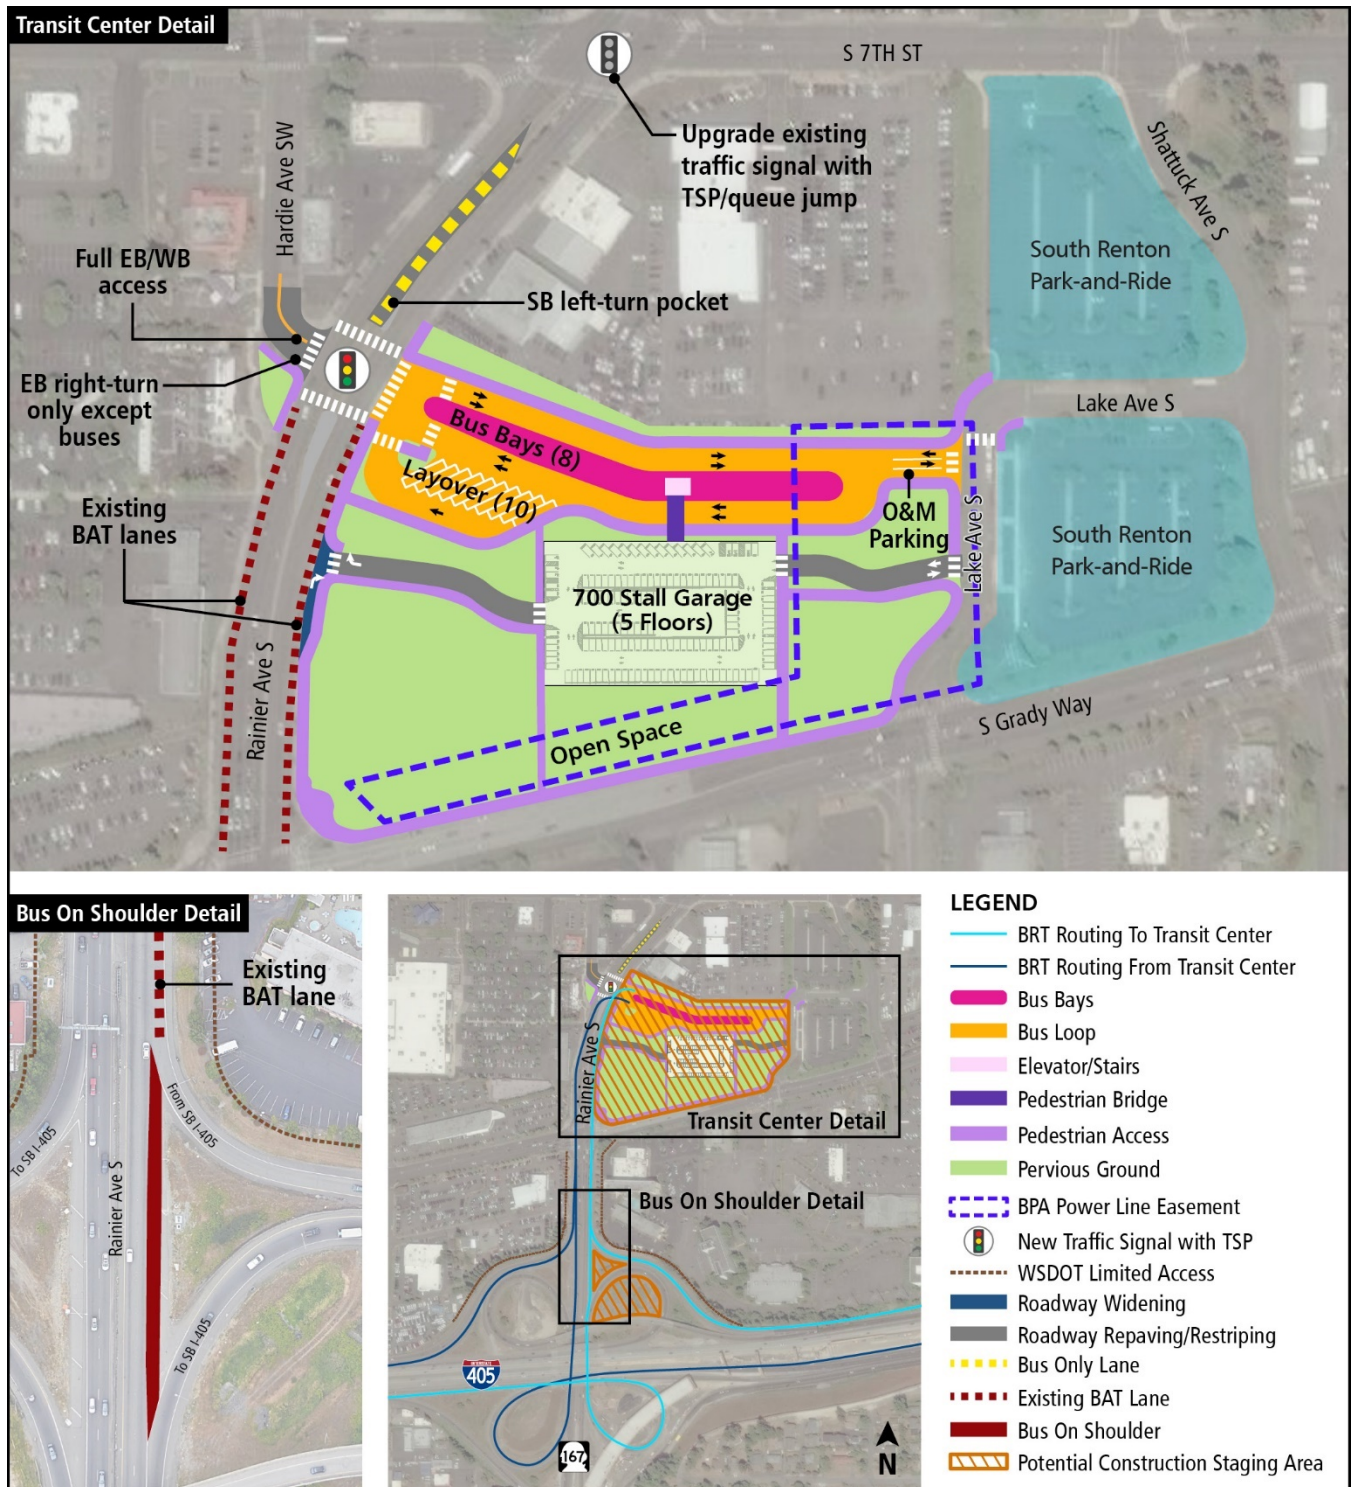 Transit Center Detail
S 7TH ST
Upgrade existing
traffic signal with
TSP/queue jump
Hardie Ave SW
Shattuck Ave S
South Renton
Park-and-Ride
Full EB/WB
access
SB left-turn pocket
EB right-turn
only except
buses
Lake Ave S
Bus Bays (8)
Layover (10)
O&M
Parking
Lake Ave S
Existing
BAT lanes
South Renton
Park-and-Ride
700 Stall Garage
(5 Floors)
Rainier Ave S
Open Space
S Grady Way
Bus On Shoulder Detail
Existing
BAT lane
From SB I-405
To SB I-405
Rainier Ave S
To SB I-405
Rainier Ave S
Transit Center Detail
Bus On Shoulder Detail
INTERSTATE
405
167
N
LEGEND
BRT Routing To Transit Center
BRT Routing From Transit Center
Bus Bays
Bus Loop
Elevator/Stairs
Pedestrian Bridge
Pedestrian Access
Pervious Ground
BPA Power Line Easement
New Traffic Signal with TSP
WSDOT Limited Access
Roadway Widening
Roadway Repaving/Restriping
Bus Only Lane
Existing BAT Lane
Bus On Shoulder
Potential Construction Staging Area